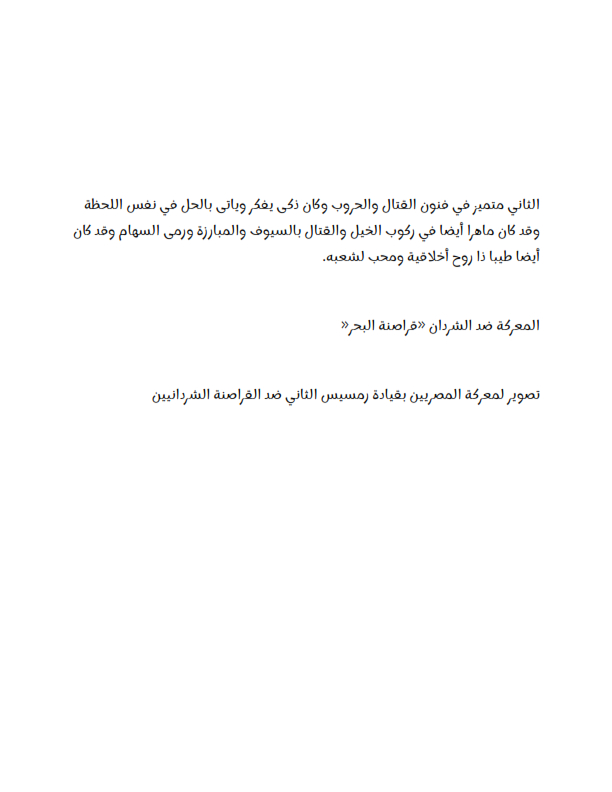 الثاني متميز في فنون القتال والحروب وكان ذكى يفكر وياتى بالحل في نفس اللحظة
وقد كان ماهرا أيضا في ركوب الخيل والقتال بالسيوف والمبارزة ورمى السهام وقد كان
أيضا طيبا ذا روح أخلاقية ومحب لشعبه.
المعركة ضد الشردان «قراصنة البحر«
تصوير لمعركة المصريين بقيادة رمسيس الثاني ضد القراصنة الشردانيين